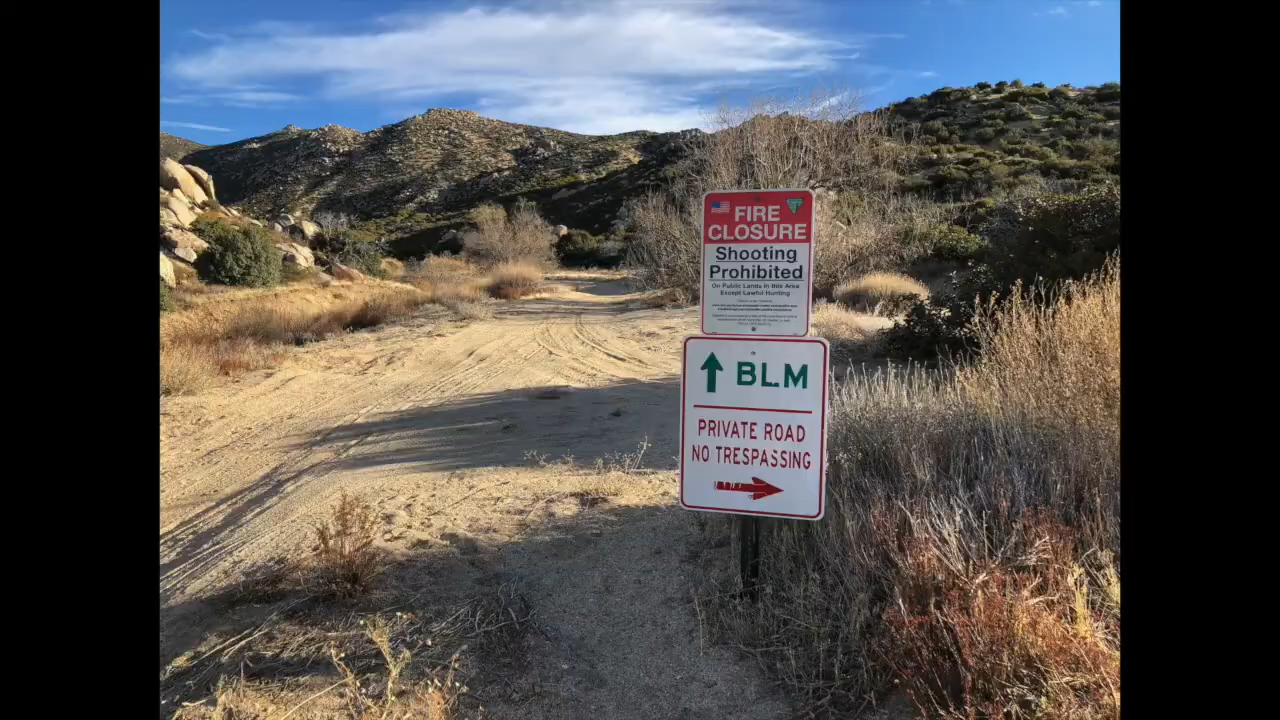 FIRE
CLOSURE
Shooting
Prohibited
On Public Lands in this Area
Except Lawful Hunting
BLM
PRIVATE ROAD
NO TRESPASSING